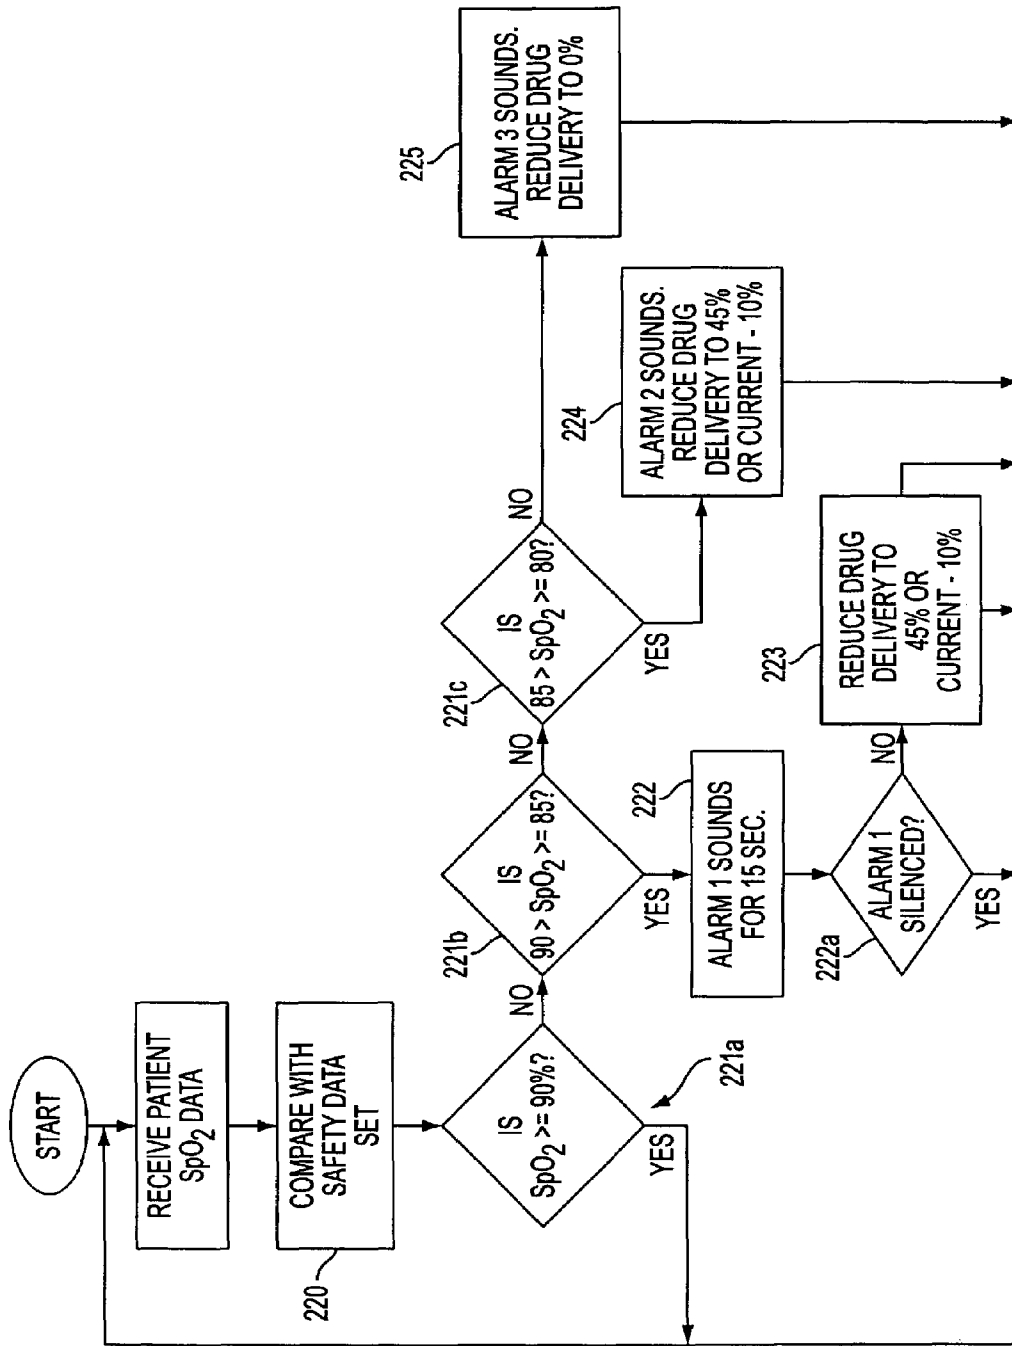 START
RECEIVE PATIENT
SpO2 DATA
COMPARE WITH
SAFETY DATA
SET
220
IS
SpO2 >= 90%?
221a
YES
NO
IS
90 > SpO2 >= 85?
221b
YES
NO
ALARM 1 SOUNDS
FOR 15 SEC.
222
ALARM 1
SILENCED?
222a
YES
NO
REDUCE DRUG
DELIVERY TO
45% OR
CURRENT - 10%
223
IS
85 > SpO2 >= 80?
221c
YES
NO
ALARM 2 SOUNDS.
REDUCE DRUG
DELIVERY TO 45%
OR CURRENT - 10%
224
ALARM 3 SOUNDS.
REDUCE DRUG
DELIVERY TO 0%
225